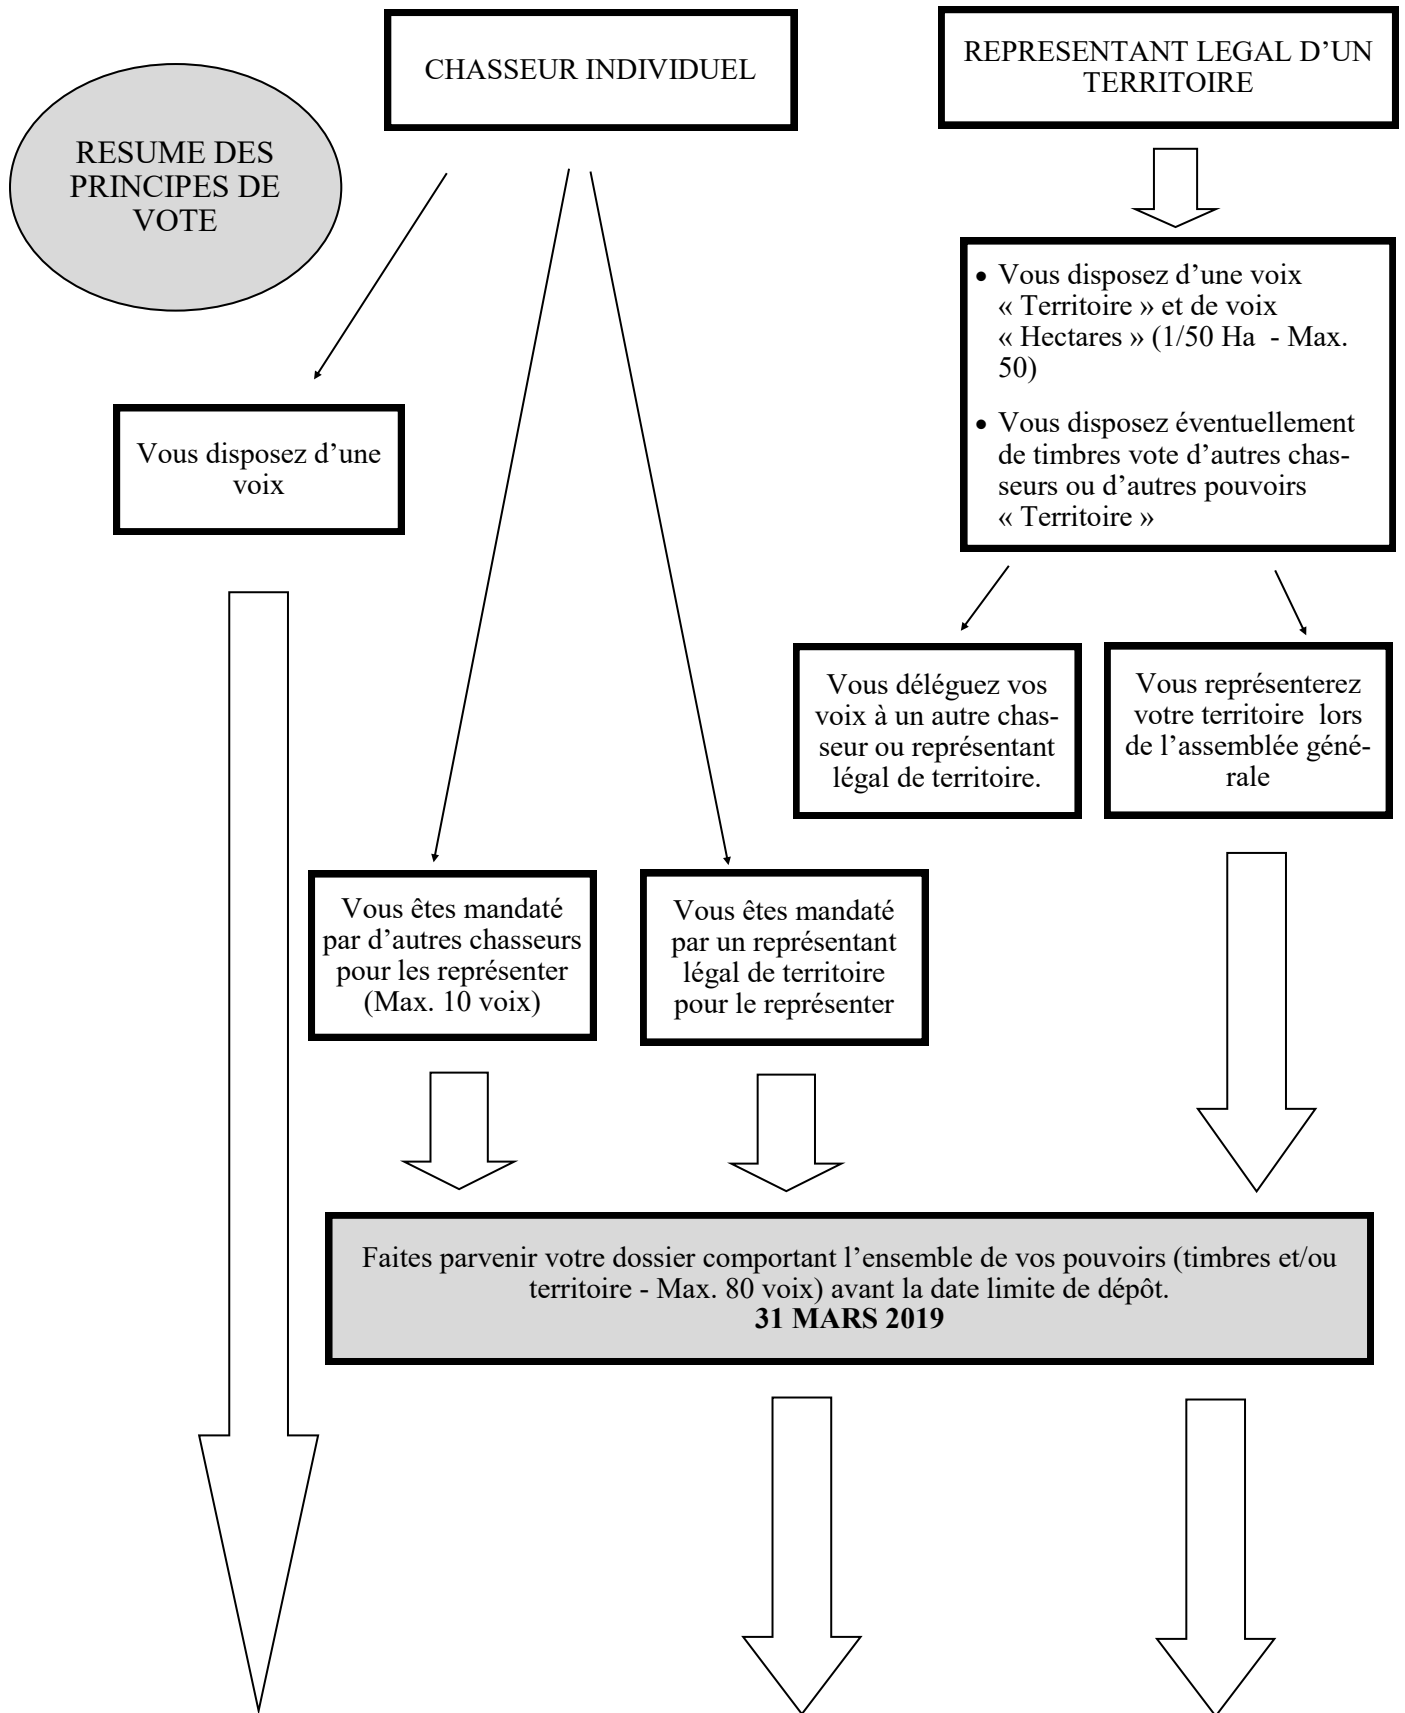 RESUME DES
PRINCIPES DE
VOTE
CHASSEUR INDIVIDUEL
REPRESENTANT LEGAL D’UN
TERRITOIRE
• Vous disposez d’une voix
« Territoire » et de voix
« Hectares » (1/50 Ha  - Max.
50)
• Vous disposez éventuellement
de timbres vote d’autres chas-
seurs ou d’autres pouvoirs
« Territoire »
Vous disposez d’une
voix
Vous déléguez vos
voix à un autre chas-
seur ou représentant
légal de territoire.
Vous représenterez
votre territoire  lors
de l’assemblée géné-
rale
Vous êtes mandaté
par d’autres chasseurs
pour les représenter
(Max. 10 voix)
Vous êtes mandaté
par un représentant
légal de territoire
pour le représenter
Faites parvenir votre dossier comportant l’ensemble de vos pouvoirs (timbres et/ou
territoire - Max. 80 voix) avant la date limite de dépôt.
31 MARS 2019